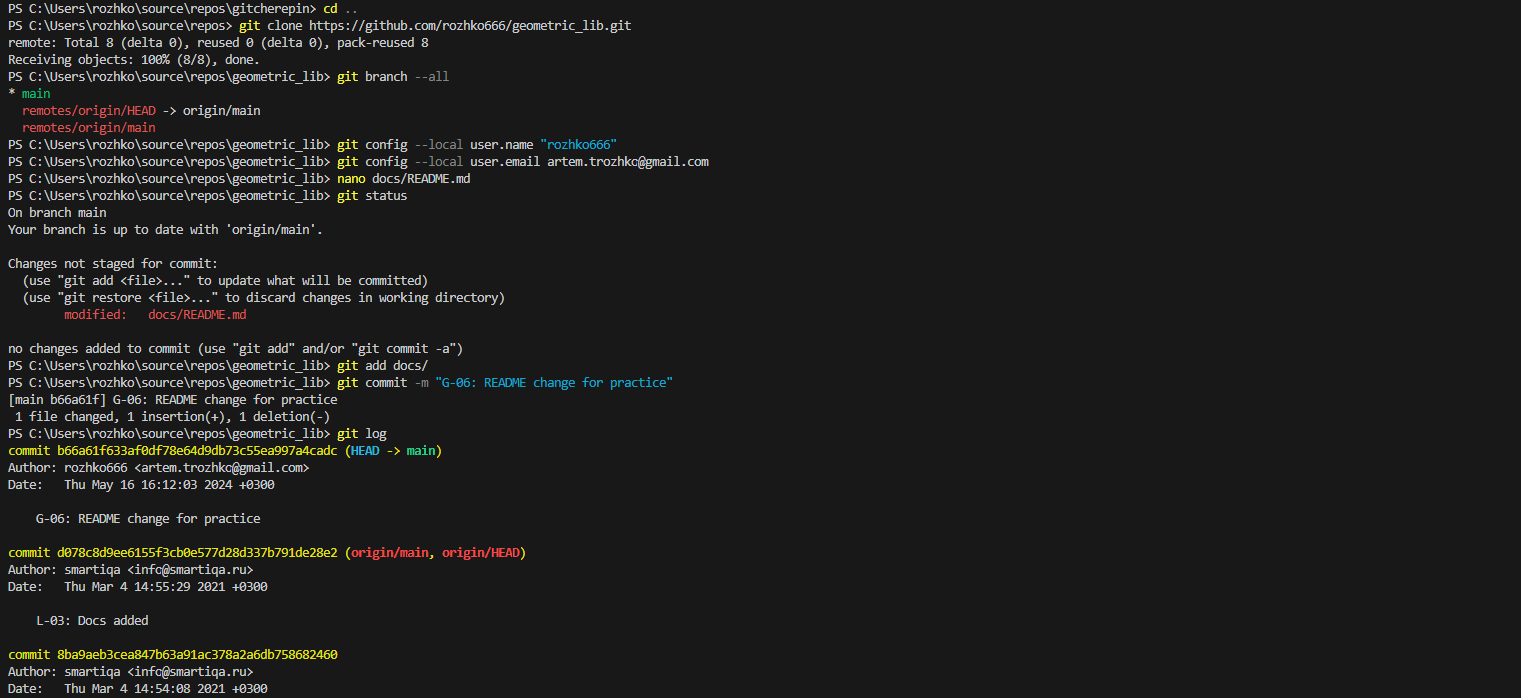 PS C:\Users\rozhko\source\repos\gitcherepin> cd ..
PS C:\Users\rozhko\source\repos> git clone https://github.com/rozhko666/geometric_lib.git
remote: Total 8 (delta 0), reused 0 (delta 0), pack-reused 8
Receiving objects: 100% (8/8), done.
PS C:\Users\rozhko\source\repos\geometric_lib> git branch --all
* main
  remotes/origin/HEAD -> origin/main
  remotes/origin/main
PS C:\Users\rozhko\source\repos\geometric_lib> git config --local user.name "rozhko666"
PS C:\Users\rozhko\source\repos\geometric_lib> git config --local user.email artem.trozhko@gmail.com
PS C:\Users\rozhko\source\repos\geometric_lib> nano docs/README.md
PS C:\Users\rozhko\source\repos\geometric_lib> git status
On branch main
Your branch is up to date with 'origin/main'.

Changes not staged for commit:
  (use "git add <file>..." to update what will be committed)
  (use "git restore <file>..." to discard changes in working directory)
        modified:   docs/README.md

no changes added to commit (use "git add" and/or "git commit -a")
PS C:\Users\rozhko\source\repos\geometric_lib> git add docs/
PS C:\Users\rozhko\source\repos\geometric_lib> git commit -m "G-06: README change for practice"
[main b66a61f] G-06: README change for practice
 1 file changed, 1 insertion(+), 1 deletion(-)
PS C:\Users\rozhko\source\repos\geometric_lib> git log
commit b66a61f633af0df78e64d9db73c55ea997a4cadc (HEAD -> main)
Author: rozhko666 <artem.trozhko@gmail.com>
Date:   Thu May 16 16:12:03 2024 +0300

    G-06: README change for practice

commit d078c8d9ee6155f3cb0e577d28d337b791de28e2 (origin/main, origin/HEAD)
Author: smartiqa <info@smartiqa.ru>
Date:   Thu Mar 4 14:55:29 2021 +0300

    L-03: Docs added

commit 8ba9aeb3cea847b63a91ac378a2a6db758682460
Author: smartiqa <info@smartiqa.ru>
Date:   Thu Mar 4 14:54:08 2021 +0300